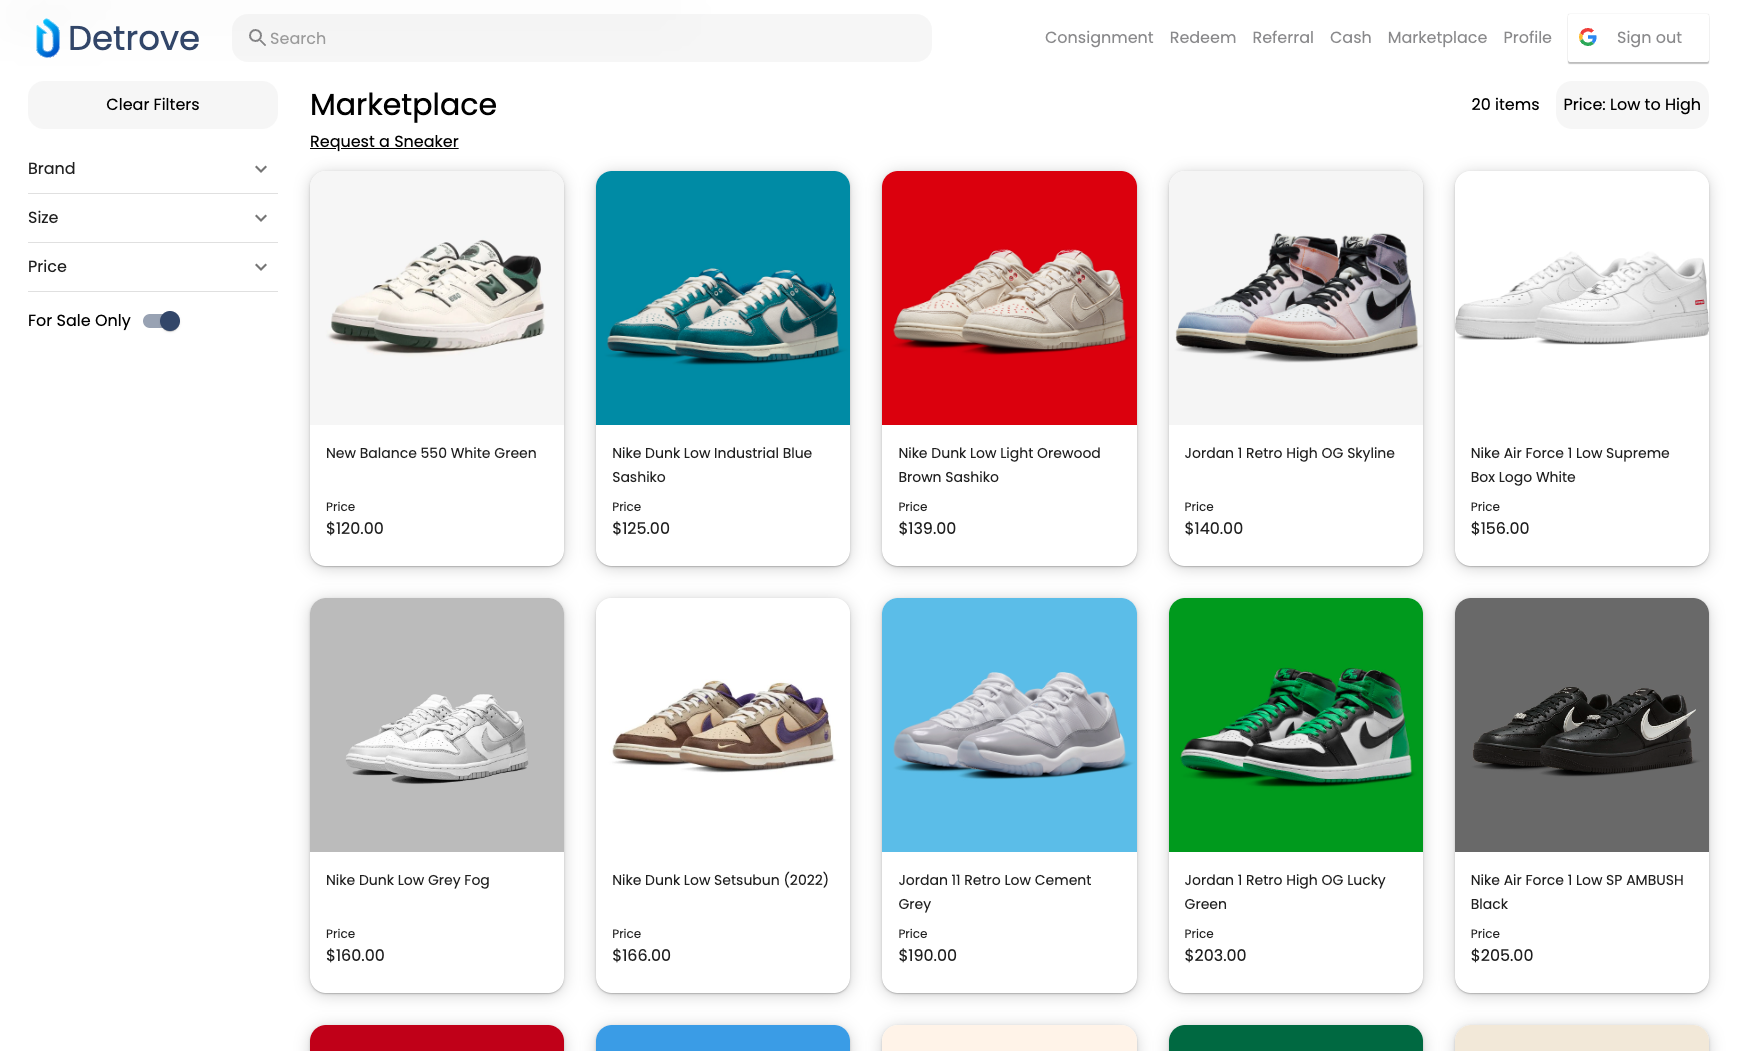 Detrove
Search
Consignment
Redeem
Referral
Cash
Marketplace
Profile
Sign out
Clear Filters
Brand
Size
Price
For Sale Only
Marketplace
20 items
Price: Low to High
Request a Sneaker
New Balance 550 White Green
Price
$120.00
Nike Dunk Low Industrial Blue
Sashiko
Price
$125.00
Nike Dunk Low Light Orewood
Brown Sashiko
Price
$139.00
Jordan 1 Retro High OG Skyline
Price
$140.00
Nike Air Force 1 Low Supreme
Box Logo White
Price
$156.00
Nike Dunk Low Grey Fog
Price
$160.00
Nike Dunk Low Setsubun (2022)
Price
$166.00
Jordan 11 Retro Low Cement
Grey
Price
$190.00
Jordan 1 Retro High OG Lucky
Green
Price
$203.00
Nike Air Force 1 Low SP AMBUSH
Black
Price
$205.00